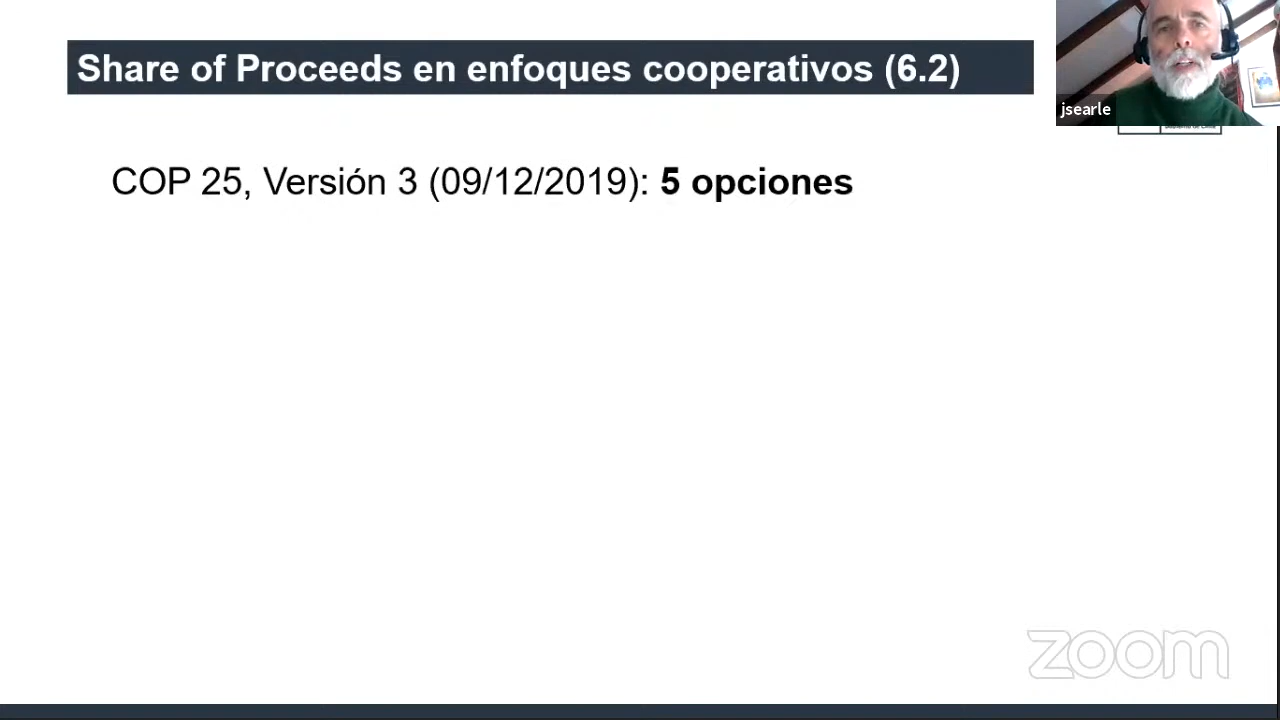 Share of Proceeds en enfoques cooperativos (6.2)
jsearle
COP 25, Versión 3 (09/12/2019): 5 opciones
zoom